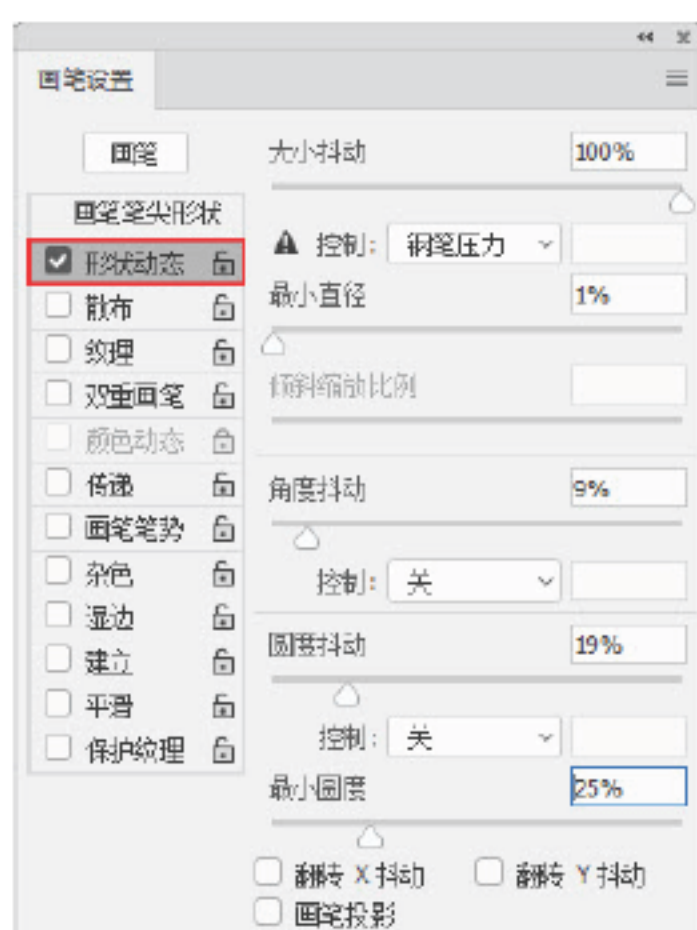 画笔设置
画笔
画笔笔尖形状
形状动态
散布
纹理
双重画笔
颜色动态
传递
画笔笔势
杂色
湿边
建立
平滑
保护纹理
大小抖动 100%
控制: 钢笔压力
最小直径 1%
倾斜缩放比例
角度抖动 9%
控制: 关
圆度抖动 19%
控制: 关
最小圆度 25%
翻转 X 抖动 翻转 Y 抖动
画笔投影